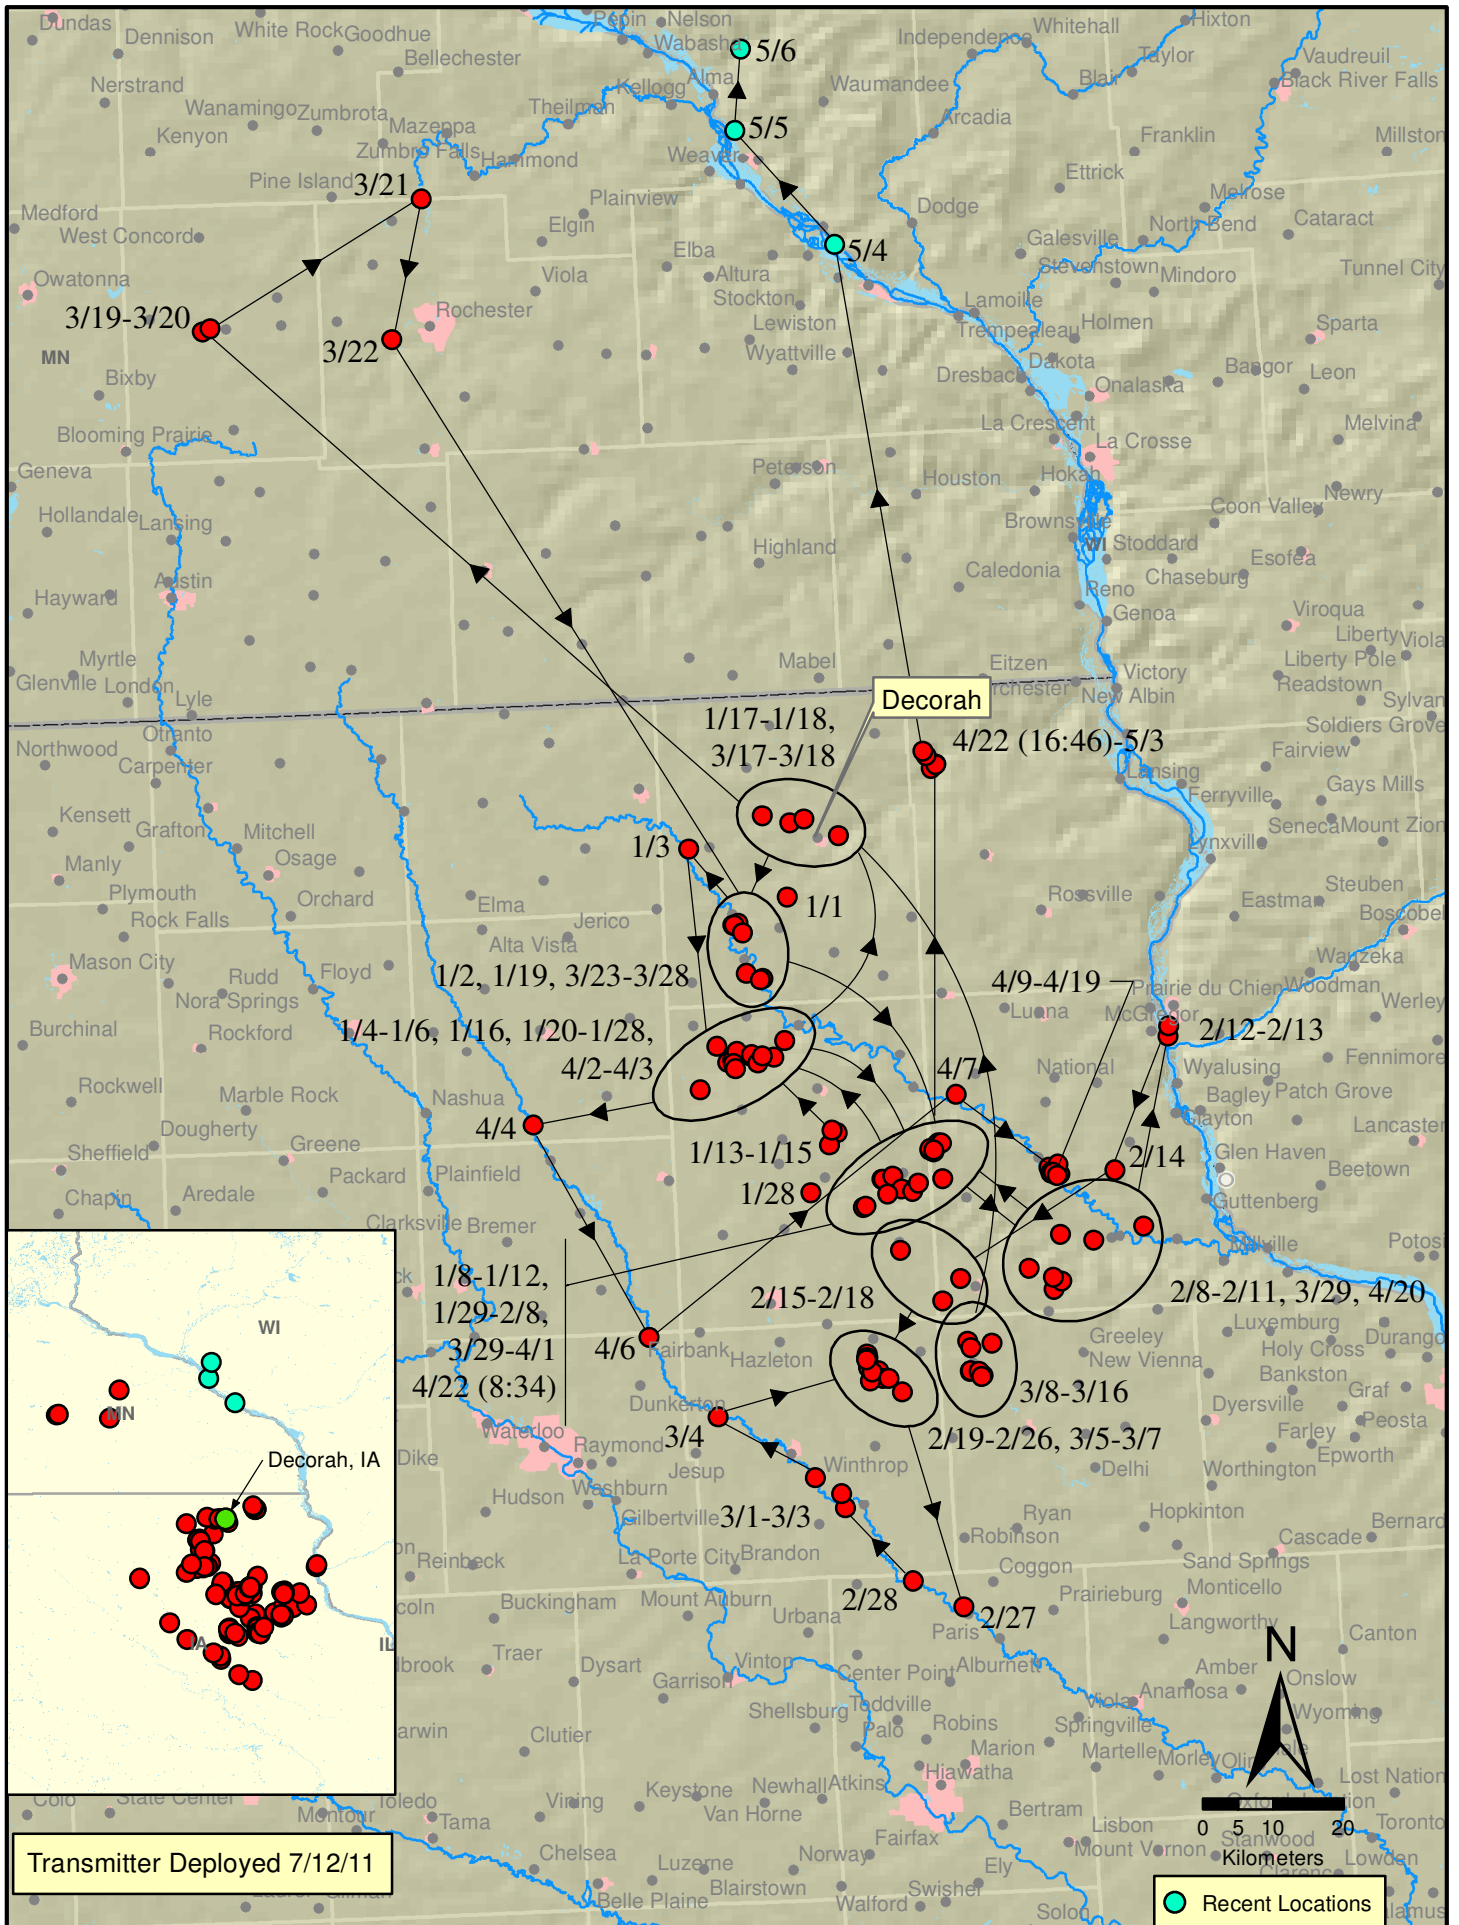 Pepin
Nelson
Hixton
Dundas
White Rock
Goodhue
Whitehall
Dennison
Wabasha
5/6
Independence
Taylor
Vaudreuil
Bellechester
Nerstrand
Alma
Waumandee
Blair
Black River Falls
Kellogg
Wanamingo
Zumbrota
Theilman
Arcadia
Kenyon
Mazeppa
5/5
Franklin
Millston
Zumbro Falls
Hammond
Weaver
Pine Island
3/21
Ettrick
Plainview
Melrose
Medford
Dodge
West Concord
Elgin
North Bend
Cataract
Elba
5/4
Galesville
Owatonna
Viola
Altura
Stevenstown
Mindoro
Tunnel City
3/19-3/20
Rochester
Stockton
Lamoille
Lewiston
Trempealeau
Holmen
Sparta
MN
3/22
Wyattville
Dakota
Bixby
Dresbach
Onalaska
Bangor
Leon
Blooming Prairie
La Crescent
La Crosse
Melvina
Geneva
Peterson
Houston
Hokah
Hollandale
Lansing
Brownsville
Coon Valley
Newry
Highland
WI
Stoddard
Esofea
Austin
Caledonia
Chaseburg
Hayward
Reno
Genoa
Viroqua
Liberty
Viola
Myrtle
Mabel
Eitzen
Victory
Liberty Pole
Glenville
London
Lyle
Dorchester
New Albin
Readstown
Sylvan
Decorah
1/17-1/18,
3/17-3/18
4/22 (16:46)-5/3
Soldiers Grove
Northwood
Otranto
Fairview
Carpenter
Lansing
Gays Mills
Ferryville
Kensett
Grafton
Mitchell
Seneca
Mount Zion
Manly
Osage
1/3
Lynxville
Plymouth
Orchard
Elma
1/1
Rossville
Steuben
Rock Falls
Jerico
Eastman
Boscobel
Alta Vista
Mason City
Rudd
Floyd
1/2, 1/19, 3/23-3/28
4/9-4/19
Wauzeka
Nora Springs
Prairie du Chien
Woodman
Burchinal
Rockford
1/4-1/6, 1/16, 1/20-1/28,
4/2-4/3
Luana
McGregor
2/12-2/13
Werley
Fennimore
Rockwell
Marble Rock
Nashua
4/7
National
Wyalusing
Bagley
Patch Grove
4/4
Clayton
Sheffield
Dougherty
Greene
1/13-1/15
2/14
Lancaster
Glen Haven
Chapin
Packard
Plainfield
Beetown
Aredale
1/28
Guttenberg
Clarksville
Bremer
Millville
Potosi
WI
1/8-1/12,
1/29-2/8,
3/29-4/1
4/22 (8:34)
2/15-2/18
2/8-2/11, 3/29, 4/20
Luxemburg
Durango
4/6
Fairbank
Hazleton
Greeley
Holy Cross
New Vienna
Bankston
MN
Dunkerton
3/8-3/16
Graf
Dyersville
Peosta
Waterloo
3/4
2/19-2/26, 3/5-3/7
Farley
Epworth
Dike
Raymond
Jesup
Winthrop
Delhi
Decorah, IA
Washburn
Worthington
Hudson
Gilbertville
3/1-3/3
Ryan
Hopkinton
Bernard
Robinson
Cascade
Reinbeck
La Porte City
Brandon
Coggon
Sand Springs
Monticello
Buckingham
Mount Auburn
2/28
Prairieburg
Urbana
2/27
Langworthy
IA
IL
Paris
N
Canton
Traer
Dysart
Vinton
Center Point
Alburnett
Amber
Onslow
Garrison
Anamosa
Shellsburg
Toddville
Viola
Wyoming
Clutier
Palo
Robins
Springville
Marion
Martelle
Morley
Keystone
Newhall
Atkins
Hiawatha
Lost Nation
Colo
State Center
Montour
Toledo
Vining
Van Horne
Bertram
Oxford Junction
Tama
Fairfax
Lisbon
0 5 10 20
Kilometers
Toronto
Mount Vernon
Stanwood
Transmitter Deployed 7/12/11
Chelsea
Luzerne
Norway
Ely
Clarence
Lowden
Laurel
Gilman
Belle Plaine
Blairstown
Walford
Swisher
Solon
Recent Locations